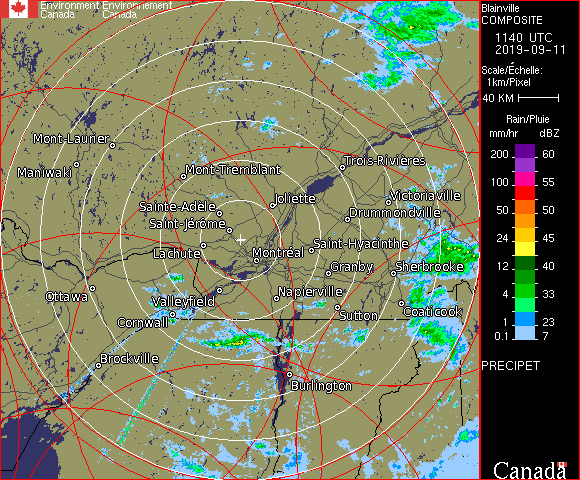 Environment Environnement
Canada Canada
Blainville
COMPOSITE
1140 UTC
2019-09-11
Scale/Échelle:
1km/Pixel
40 KM
Rain/Pluie
mm/hr dBZ
200 60
100 55
50 50
24 45
12 40
4 33
1 23
0.1 7
PRECIPET
Canada
Mont-Laurier
Maniwaki
Mont-Tremblant
Trois-Rivières
Joliette
Victoriaville
Sainte-Adèle
Drummondville
Saint-Jérôme
Lachute
Montréal
Saint-Hyacinthe
Granby
Sherbrooke
Ottawa
Valleyfield
Napierville
Cornwall
Sutton
Coaticook
Brockville
Burlington